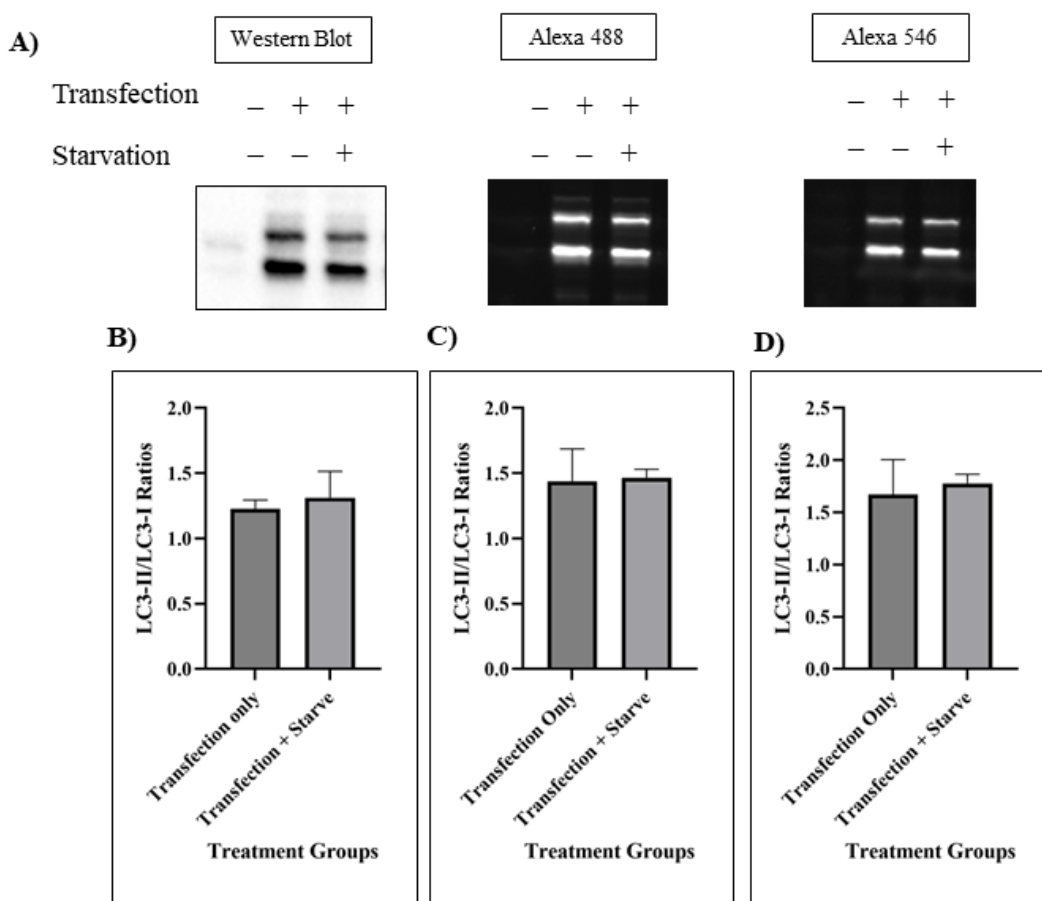 A)
Western Blot
Alexa 488
Alexa 546
Transfection – + + – + + – + +
Starvation – – + – – + – – +
B)
C)
D)
LC3-II/LC3-I Ratios
2.0
1.5
1.0
0.5
0.0
Transfection only
Transfection + Starve
Treatment Groups
LC3-II/LC3-I Ratios
2.0
1.5
1.0
0.5
0.0
Transfection Only
Transfection + Starve
Treatment Groups
LC3-II/LC3-I Ratios
2.5
2.0
1.5
1.0
0.5
0.0
Transfection Only
Transfection + Starve
Treatment Groups